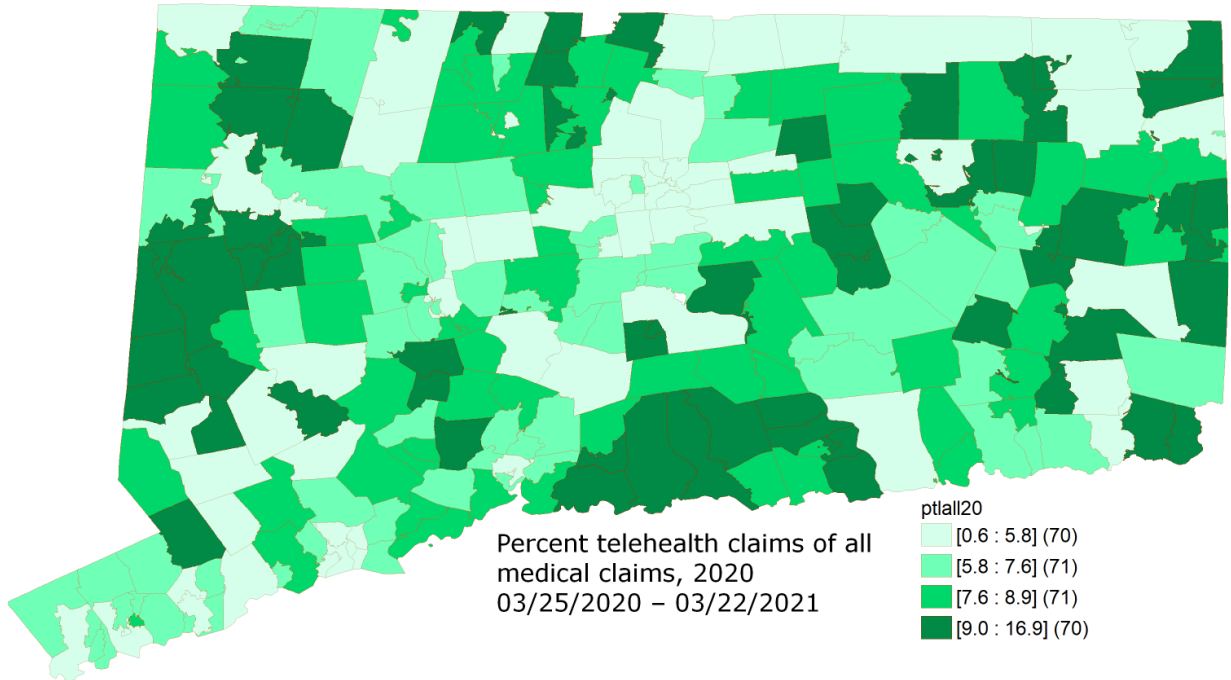 Percent telehealth claims of all
medical claims, 2020
03/25/2020 – 03/22/2021
ptlall20
[0.6 : 5.8] (70)
[5.8 : 7.6] (71)
[7.6 : 8.9] (71)
[9.0 : 16.9] (70)